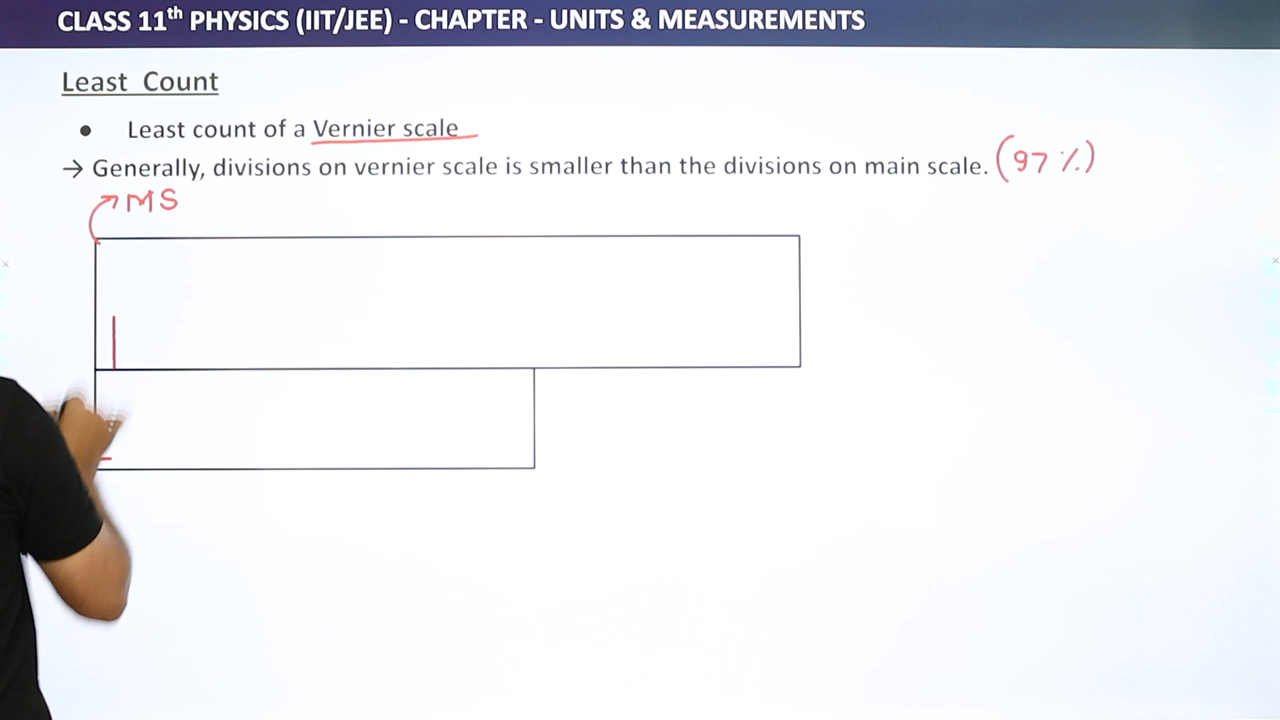 CLASS 11th PHYSICS (IIT/JEE) - CHAPTER - UNITS & MEASUREMENTS
Least Count
● Least count of a Vernier scale
→ Generally, divisions on vernier scale is smaller than the divisions on main scale. (97 %)
MS